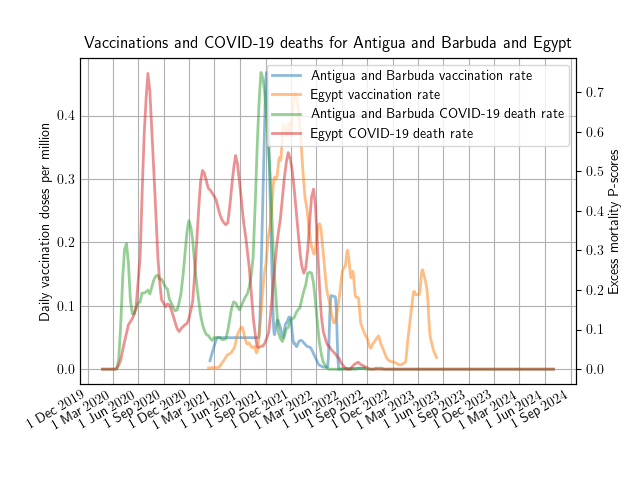 Vaccinations and COVID-19 deaths for Antigua and Barbuda and Egypt
Antigua and Barbuda vaccination rate
Egypt vaccination rate
Antigua and Barbuda COVID-19 death rate
Egypt COVID-19 death rate
Daily vaccination doses per million
0.4
0.3
0.2
0.1
0.0
Excess mortality P-scores
0.7
0.6
0.5
0.4
0.3
0.2
0.1
0.0
1 Dec 2019
1 Mar 2020
1 Jun 2020
1 Sep 2020
1 Dec 2020
1 Mar 2021
1 Jun 2021
1 Sep 2021
1 Dec 2021
1 Mar 2022
1 Jun 2022
1 Sep 2022
1 Dec 2022
1 Mar 2023
1 Jun 2023
1 Sep 2023
1 Dec 2023
1 Mar 2024
1 Jun 2024
1 Sep 2024